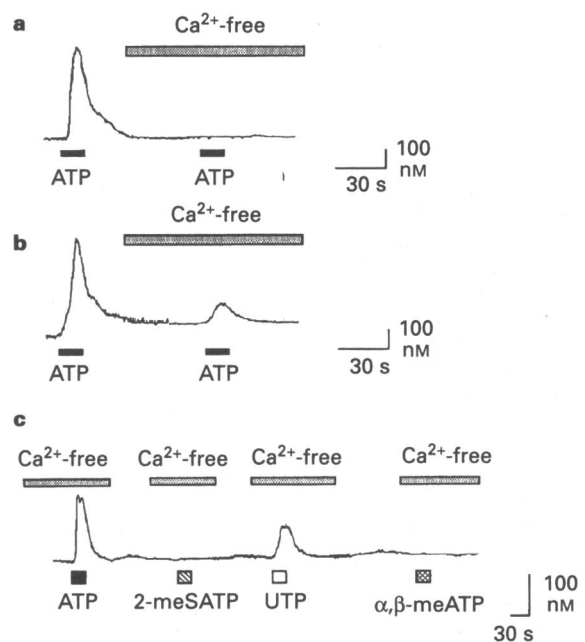 a
Ca²⁺-free
ATP ATP
100
nM
30 s
b
Ca²⁺-free
ATP ATP
100
nM
30 s
c
Ca²⁺-free Ca²⁺-free Ca²⁺-free Ca²⁺-free
ATP 2-meSATP UTP α,β-meATP
100
nM
30 s